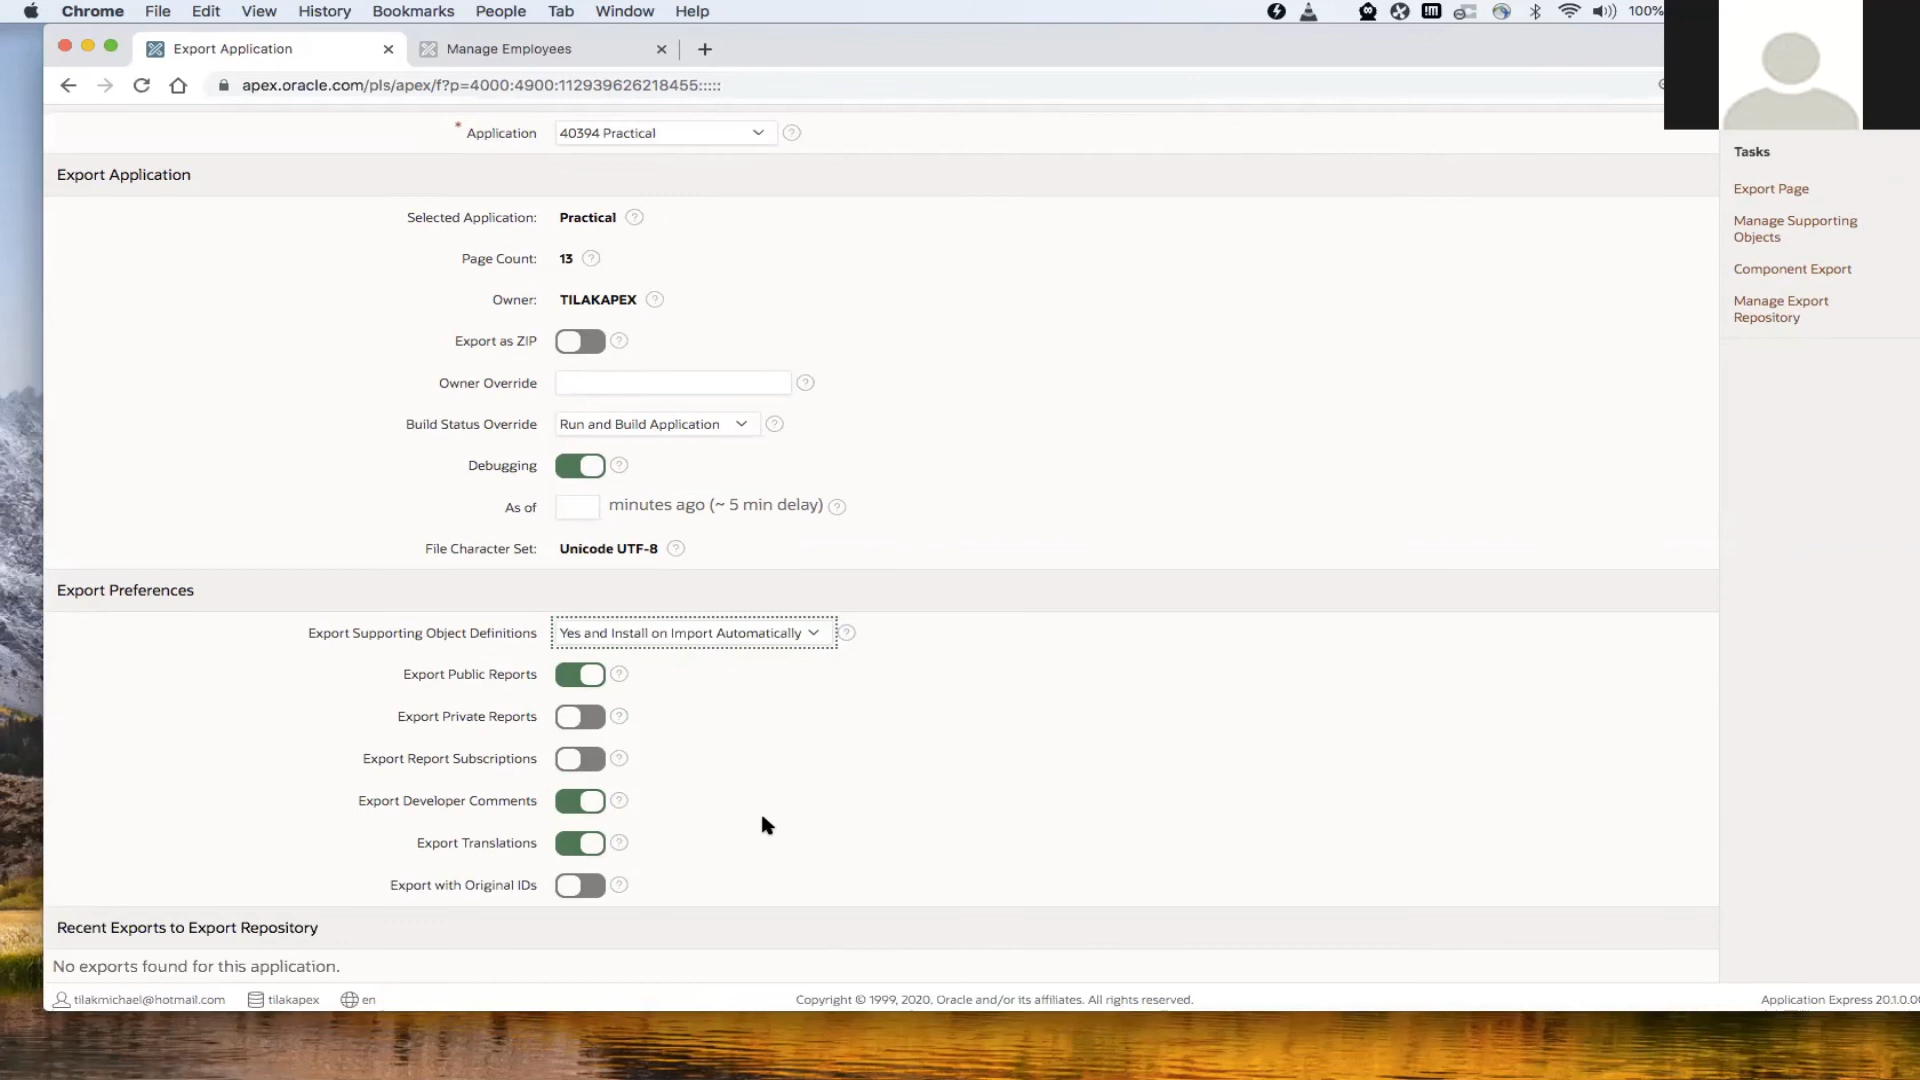 Chrome File Edit View History Bookmarks People Tab Window Help 100%
Export Application Manage Employees
apex.oracle.com/pls/apex/f?p=4000:4900:112939626218455:::::
* Application 40394 Practical ?
Export Application
Selected Application: Practical ?
Page Count: 13 ?
Owner: TILAKAPEX ?
Export as ZIP ?
Owner Override ?
Build Status Override Run and Build Application ?
Debugging ?
As of minutes ago (~ 5 min delay) ?
File Character Set: Unicode UTF-8 ?
Export Preferences
Export Supporting Object Definitions Yes and Install on Import Automatically ?
Export Public Reports ?
Export Private Reports ?
Export Report Subscriptions ?
Export Developer Comments ?
Export Translations ?
Export with Original IDs ?
Recent Exports to Export Repository
No exports found for this application.
tilakmichael@hotmail.com tilakapex en Copyright © 1999, 2020, Oracle and/or its affiliates. All rights reserved. Application Express 20.1.0.00
Tasks
Export Page
Manage Supporting
Objects
Component Export
Manage Export
Repository